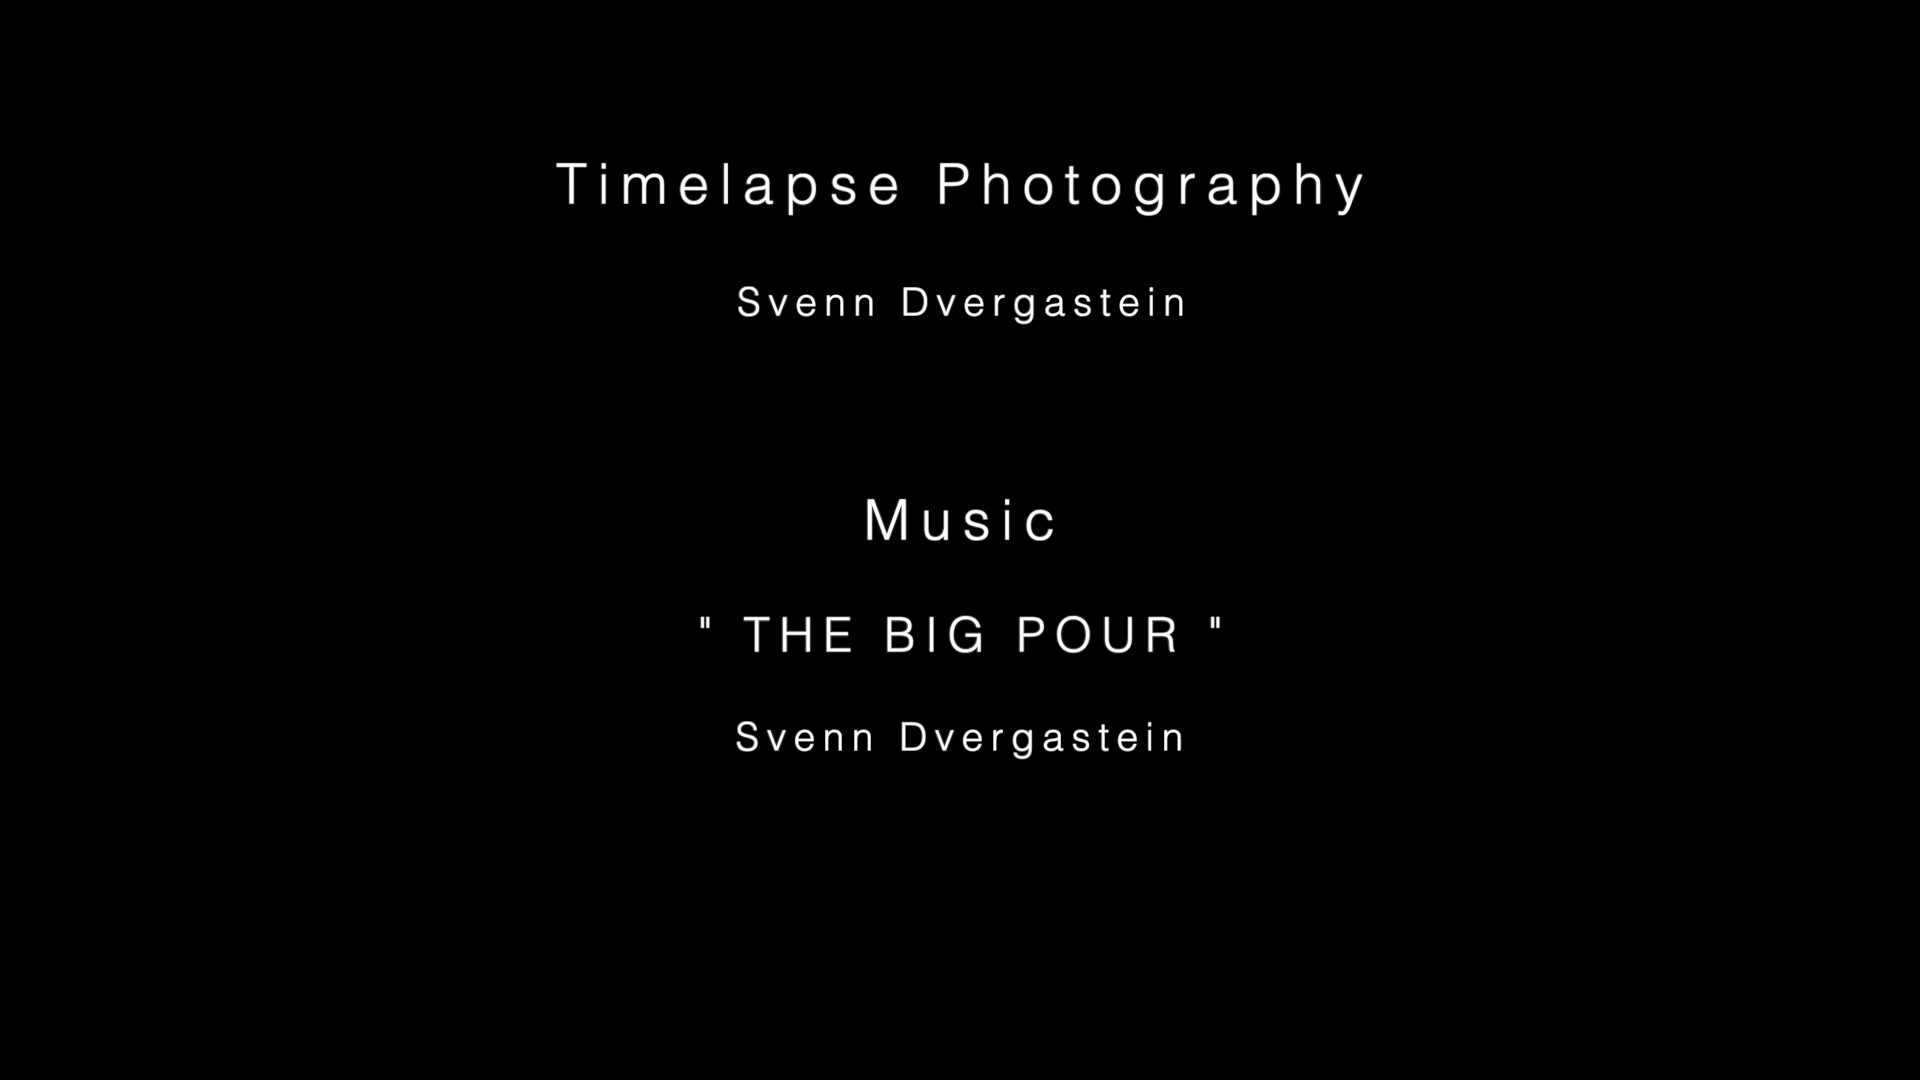 Timelapse Photography
Svenn Dvergastein
Music
" THE BIG POUR "
Svenn Dvergastein